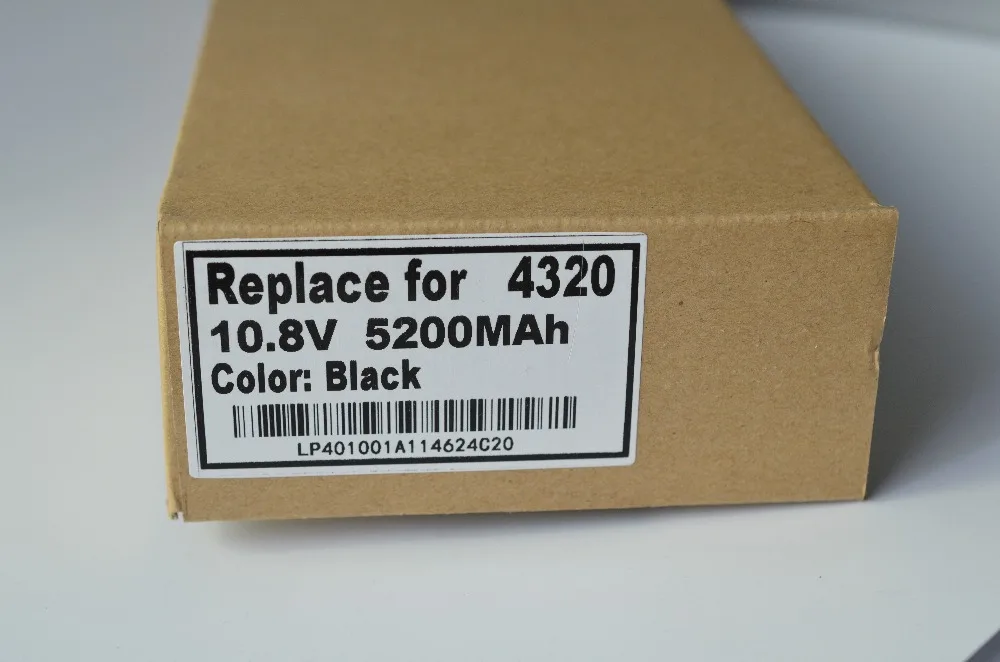 Replace for 4320
10.8V 5200MAh
Color: Black
LP401001A114624C20